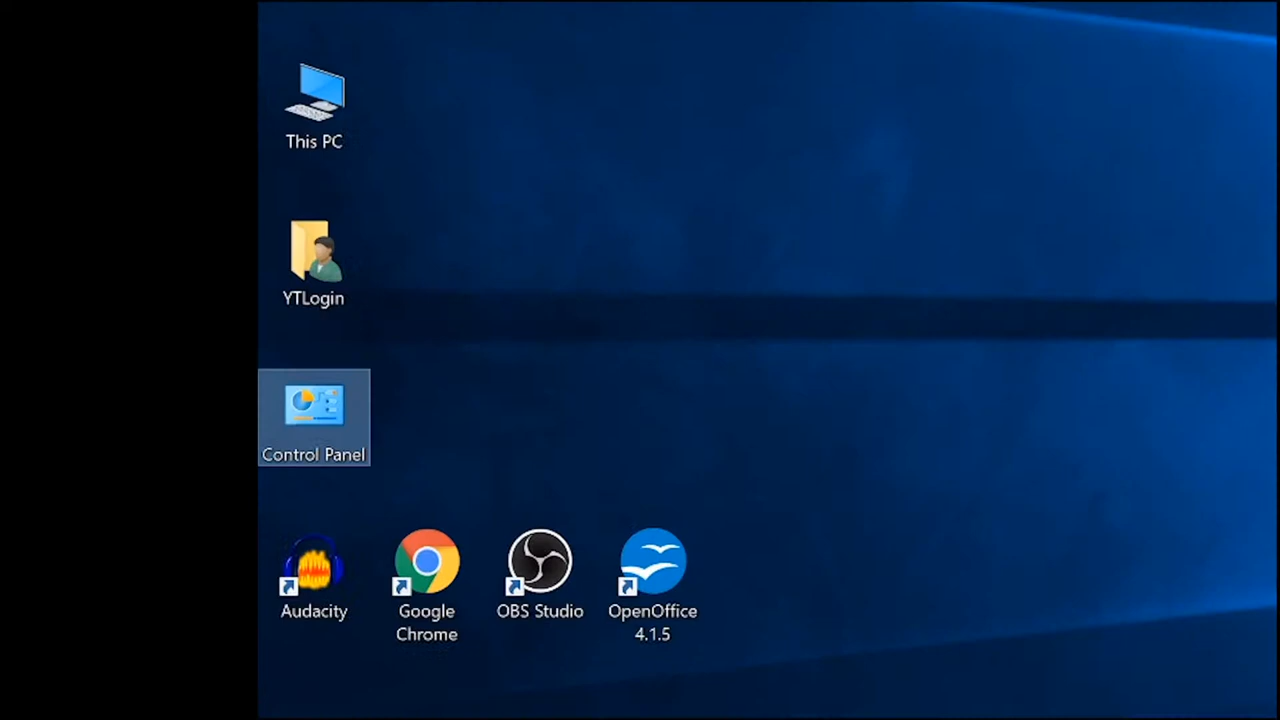 This PC
YTLogin
Control Panel
Audacity
Google
Chrome
OBS Studio
OpenOffice
4.1.5